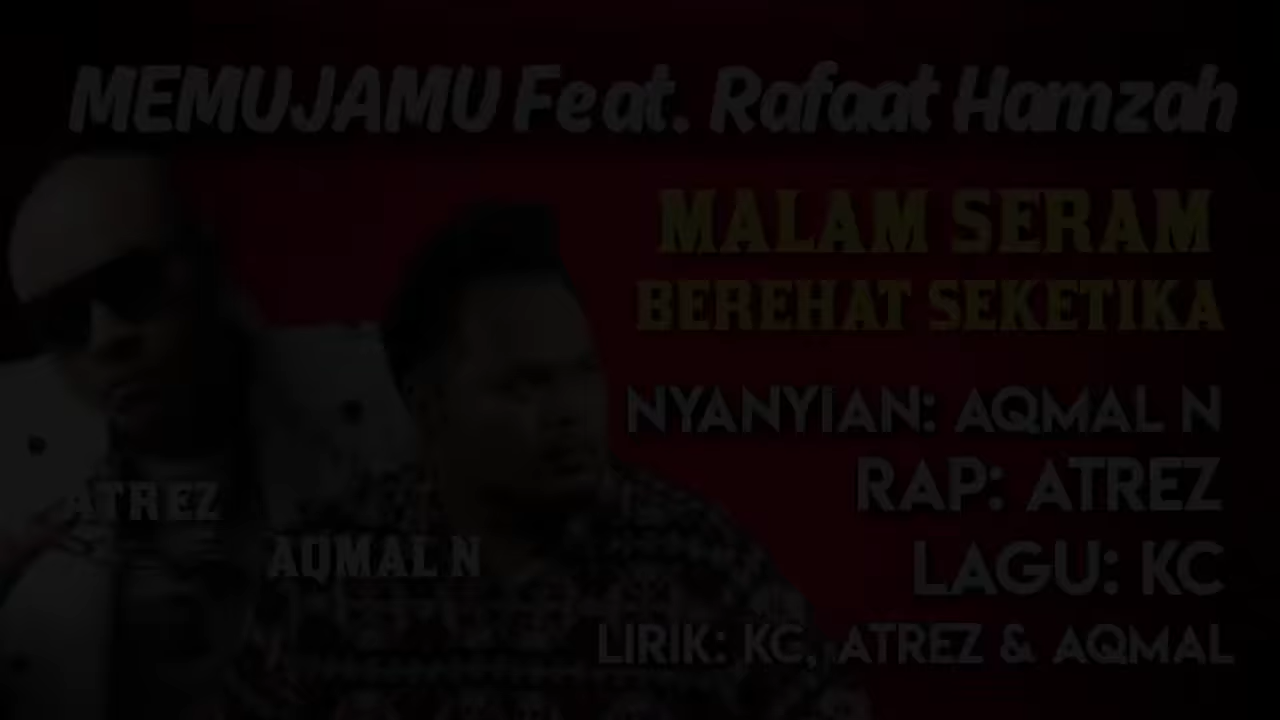 MEMUJAMU Feat. Rafaat Hamzah
MALAM SERAM
BEREHAT SEKETIKA
NYANYIAN: AQMAL N
RAP: ATREZ
LAGU: KC
LIRIK: KC, ATREZ & AQMAL
ATREZ
AQMAL N